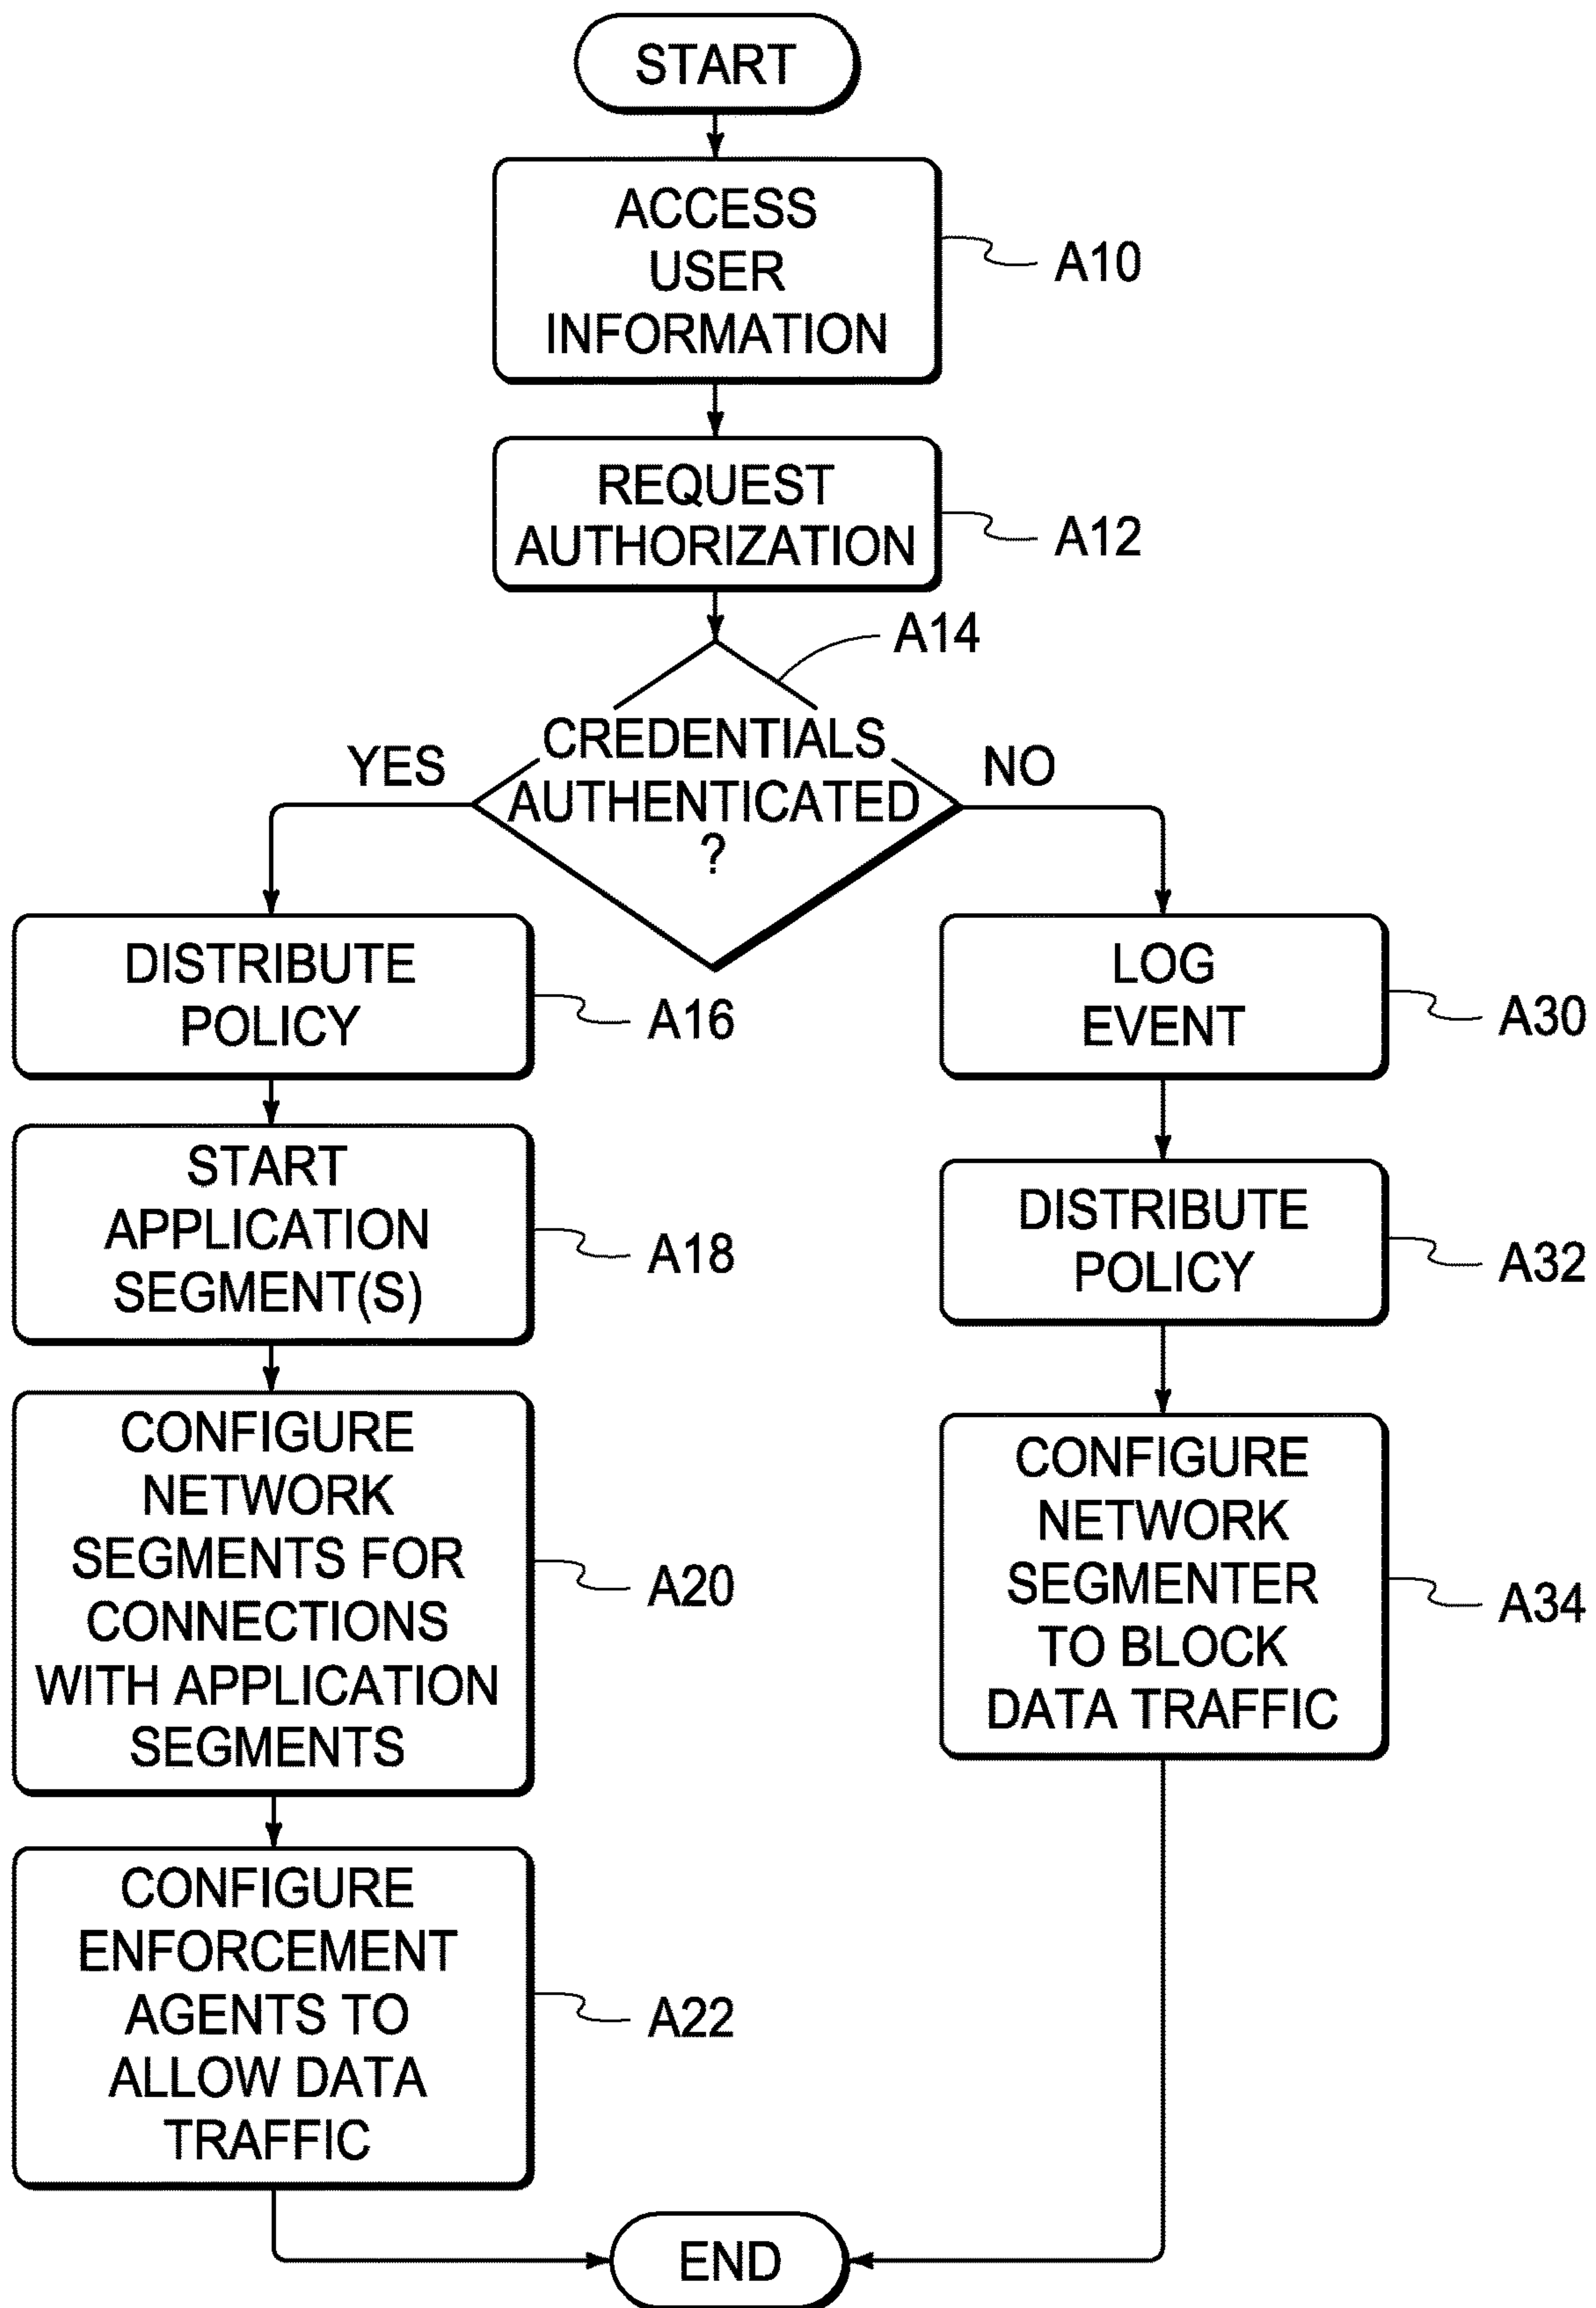 START
ACCESS
USER
INFORMATION
A10
REQUEST
AUTHORIZATION
A12
A14
CREDENTIALS
AUTHENTICATED
?
YES
NO
DISTRIBUTE
POLICY
A16
START
APPLICATION
SEGMENT(S)
A18
CONFIGURE
NETWORK
SEGMENTS FOR
CONNECTIONS
WITH APPLICATION
SEGMENTS
A20
CONFIGURE
ENFORCEMENT
AGENTS TO
ALLOW DATA
TRAFFIC
A22
LOG
EVENT
A30
DISTRIBUTE
POLICY
A32
CONFIGURE
NETWORK
SEGMENTER
TO BLOCK
DATA TRAFFIC
A34
END